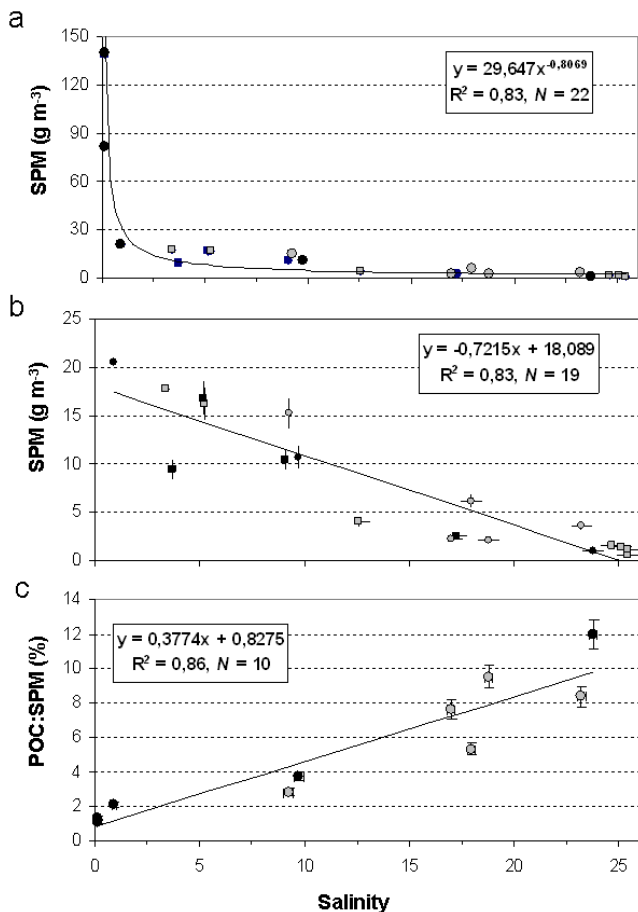 a
SPM (g m⁻³)
150
120
90
60
30
0
y = 29,647x⁻⁰,⁸⁰⁶⁹
R² = 0,83, N = 22
b
SPM (g m⁻³)
25
20
15
10
5
0
y = -0,7215x + 18,089
R² = 0,83, N = 19
c
POC:SPM (%)
14
12
10
8
6
4
2
0
y = 0,3774x + 0,8275
R² = 0,86, N = 10
0 5 10 15 20 25
Salinity